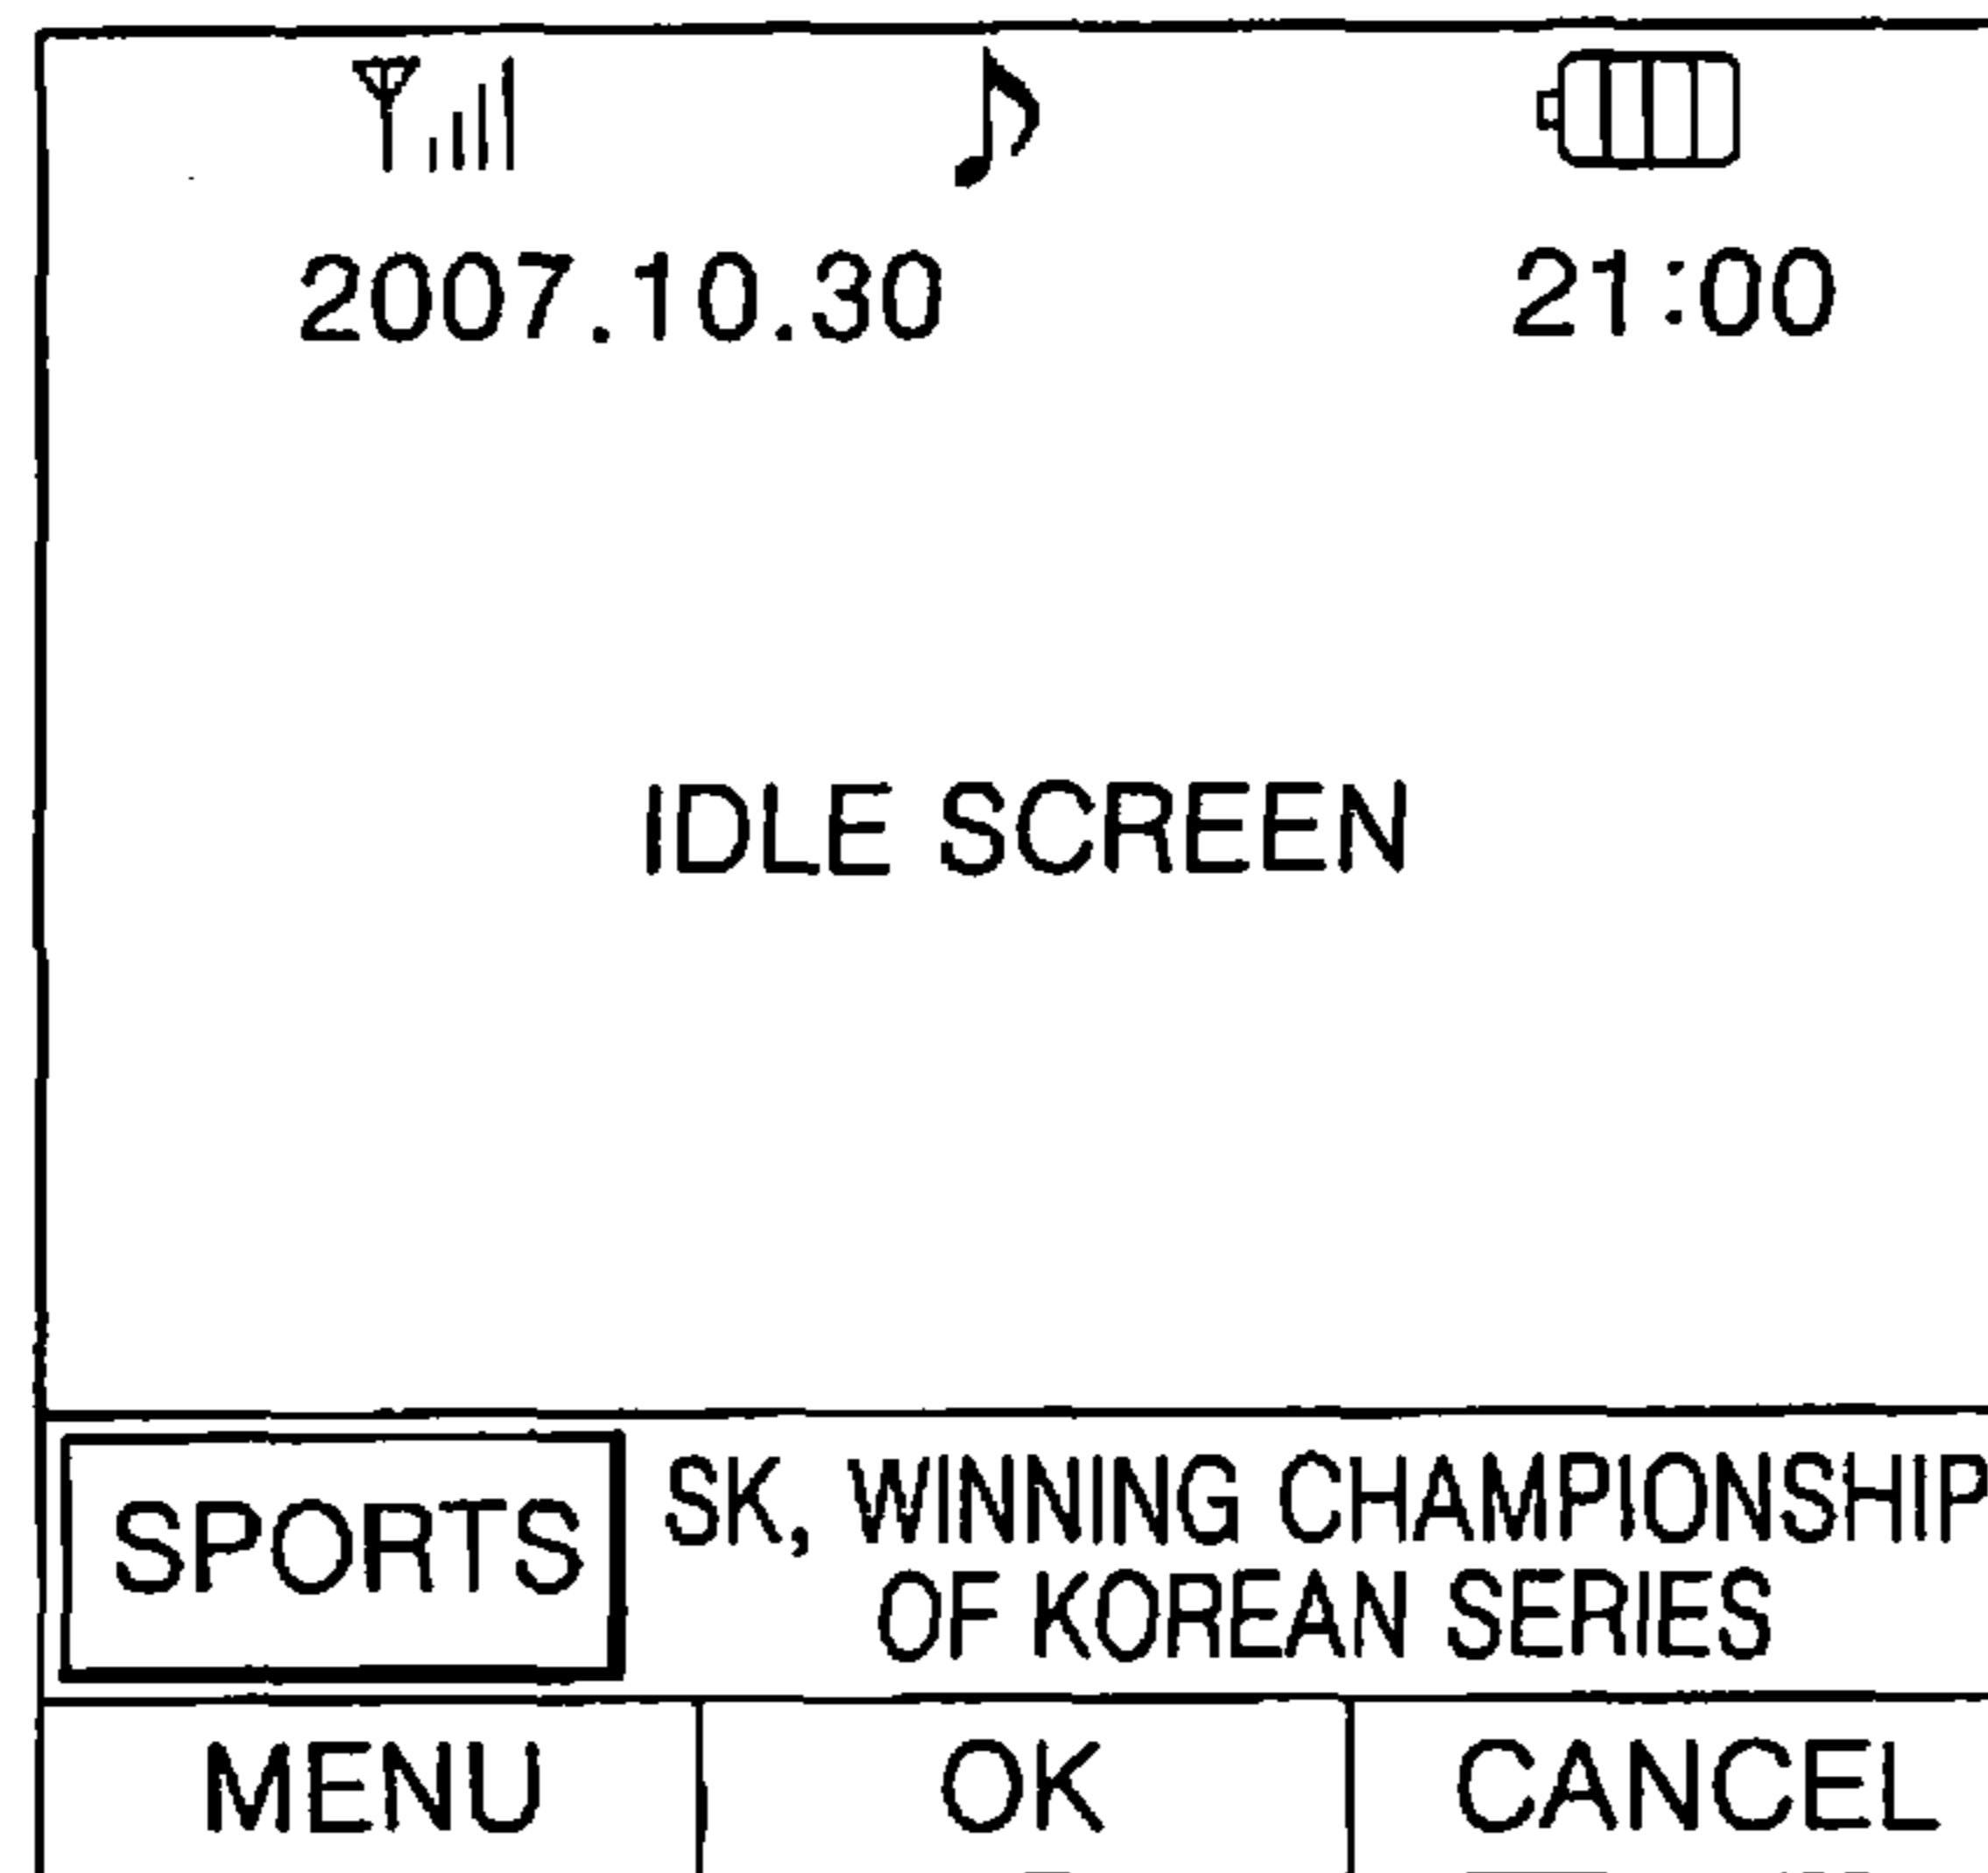 2007.10.30 21:00
IDLE SCREEN
SPORTS
SK, WINNING CHAMPIONSHIP
OF KOREAN SERIES
MENU OK CANCEL